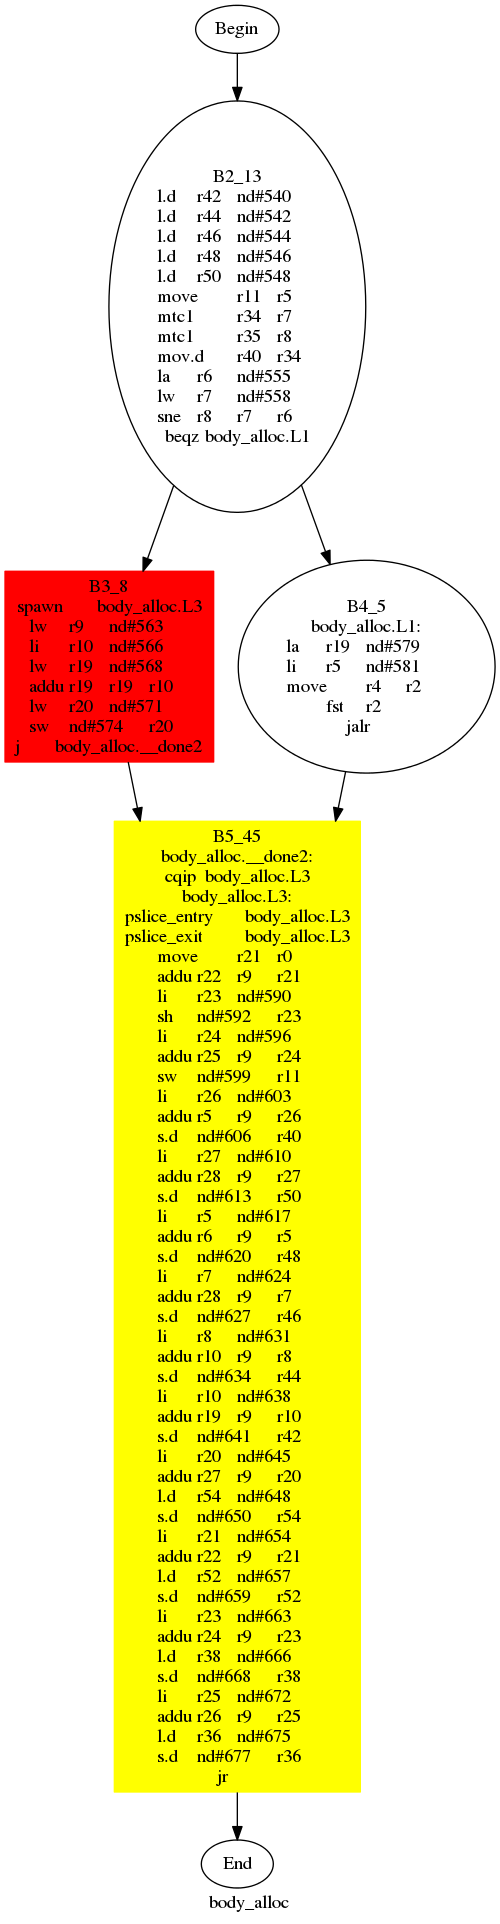 Begin
B2_13
l.d r42 nd#540
l.d r44 nd#542
l.d r46 nd#544
l.d r48 nd#546
l.d r50 nd#548
move r11 r5
mtc1 r34 r7
mtc1 r35 r8
mov.d r40 r34
la r6 nd#555
lw r7 nd#558
sne r8 r7 r6
beqz body_alloc.L1
B3_8
spawn body_alloc.L3
lw r9 nd#563
li r10 nd#566
lw r19 nd#568
addu r19 r19 r10
lw r20 nd#571
sw nd#574 r20
j body_alloc.__done2
B4_5
body_alloc.L1:
la r19 nd#579
li r5 nd#581
move r4 r2
fst r2
jalr
B5_45
body_alloc.__done2:
cqip body_alloc.L3
body_alloc.L3:
pslice_entry body_alloc.L3
pslice_exit body_alloc.L3
move r21 r0
addu r22 r9 r21
li r23 nd#590
sh nd#592 r23
li r24 nd#596
addu r25 r9 r24
sw nd#599 r11
li r26 nd#603
addu r5 r9 r26
s.d nd#606 r40
li r27 nd#610
addu r28 r9 r27
s.d nd#613 r50
li r5 nd#617
addu r6 r9 r5
s.d nd#620 r48
li r7 nd#624
addu r28 r9 r7
s.d nd#627 r46
li r8 nd#631
addu r10 r9 r8
s.d nd#634 r44
li r10 nd#638
addu r19 r9 r10
s.d nd#641 r42
li r20 nd#645
addu r27 r9 r20
l.d r54 nd#648
s.d nd#650 r54
li r21 nd#654
addu r22 r9 r21
l.d r52 nd#657
s.d nd#659 r52
li r23 nd#663
addu r24 r9 r23
l.d r38 nd#666
s.d nd#668 r38
li r25 nd#672
addu r26 r9 r25
l.d r36 nd#675
s.d nd#677 r36
jr
End
body_alloc